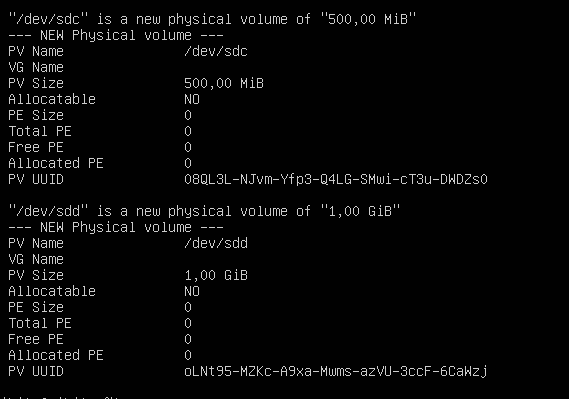 "/dev/sdc" is a new physical volume of "500,00 MiB"
--- NEW Physical volume ---
PV Name /dev/sdc
VG Name
PV Size 500,00 MiB
Allocatable NO
PE Size 0
Total PE 0
Free PE 0
Allocated PE 0
PV UUID 08QL3L-NJvm-Yfp3-Q4LG-SMwi-cT3u-DWDZs0
"/dev/sdd" is a new physical volume of "1,00 GiB"
--- NEW Physical volume ---
PV Name /dev/sdd
VG Name
PV Size 1,00 GiB
Allocatable NO
PE Size 0
Total PE 0
Free PE 0
Allocated PE 0
PV UUID oLNt95-MZKc-A9xa-Mwms-azVU-3ccF-6CaWzj